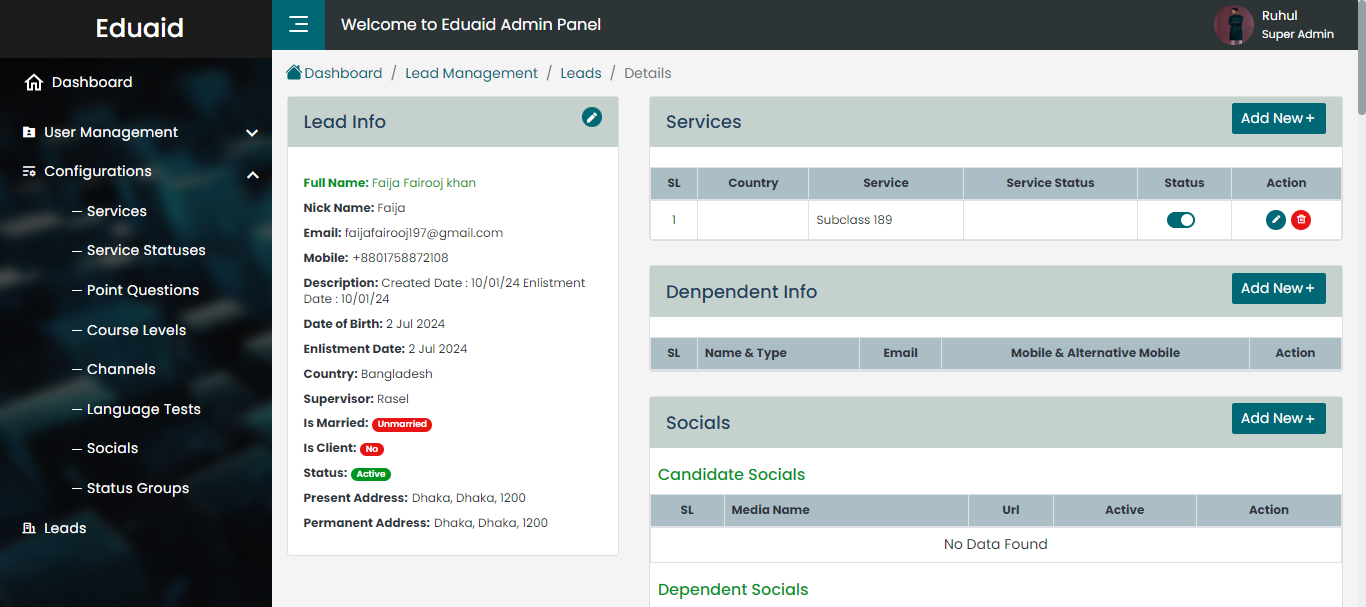 Eduaid
Dashboard
User Management
Configurations
Services
Service Statuses
Point Questions
Course Levels
Channels
Language Tests
Socials
Status Groups
Leads
Welcome to Eduaid Admin Panel
Ruhul
Super Admin
Dashboard / Lead Management / Leads / Details
Lead Info
Full Name: Faija Fairooj khan
Nick Name: Faija
Email: faijafairooj197@gmail.com
Mobile: +8801758872108
Description: Created Date : 10/01/24 Enlistment
Date : 10/01/24
Date of Birth: 2 Jul 2024
Enlistment Date: 2 Jul 2024
Country: Bangladesh
Supervisor: Rasel
Is Married: Unmarried
Is Client: No
Status: Active
Present Address: Dhaka, Dhaka, 1200
Permanent Address: Dhaka, Dhaka, 1200
Services
Add New +
SL Country Service Service Status Status Action
1 Subclass 189
Denpendent Info
Add New +
SL Name & Type Email Mobile & Alternative Mobile Action
Socials
Add New +
Candidate Socials
SL Media Name Url Active Action
No Data Found
Dependent Socials